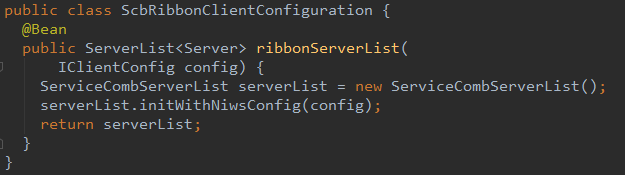 public class ScbRibbonClientConfiguration {
@Bean
public ServerList<Server> ribbonServerList(
IClientConfig config) {
ServiceCombServerList serverList = new ServiceCombServerList();
serverList.initWithNiwsConfig(config);
return serverList;
}
}